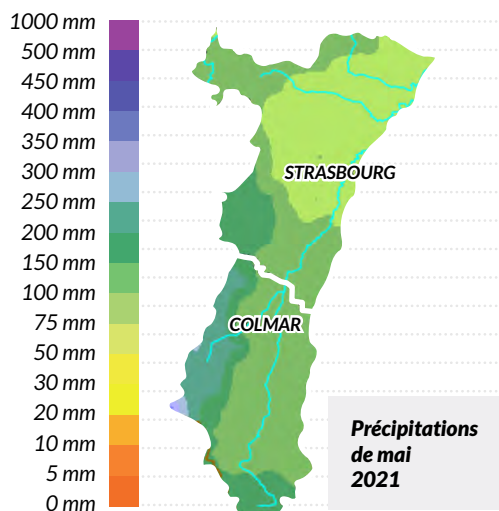 1000 mm
500 mm
450 mm
400 mm
350 mm
300 mm
250 mm
200 mm
150 mm
100 mm
75 mm
50 mm
30 mm
20 mm
10 mm
5 mm
0 mm
STRASBOURG
COLMAR
Précipitations
de mai
2021